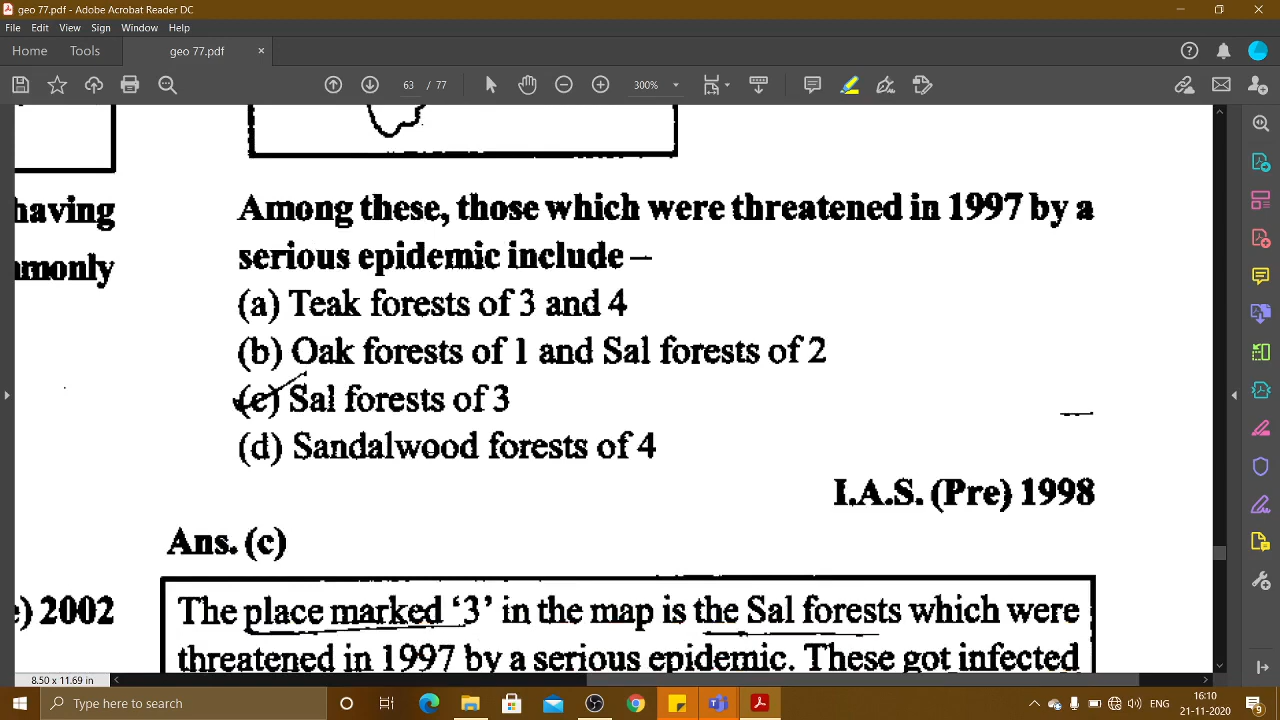 geo 77.pdf - Adobe Acrobat Reader DC
File Edit View Sign Window Help
Home Tools geo 77.pdf ×
63 / 77 300%
having
mmonly
Among these, those which were threatened in 1997 by a
serious epidemic include –
(a) Teak forests of 3 and 4
(b) Oak forests of 1 and Sal forests of 2
(c) Sal forests of 3
(d) Sandalwood forests of 4
I.A.S. (Pre) 1998
Ans. (c)
e) 2002
The place marked ‘3’ in the map is the Sal forests which were
threatened in 1997 by a serious epidemic. These got infected
8.50 x 11.69 in
Type here to search
ENG
16:10
21-11-2020
9